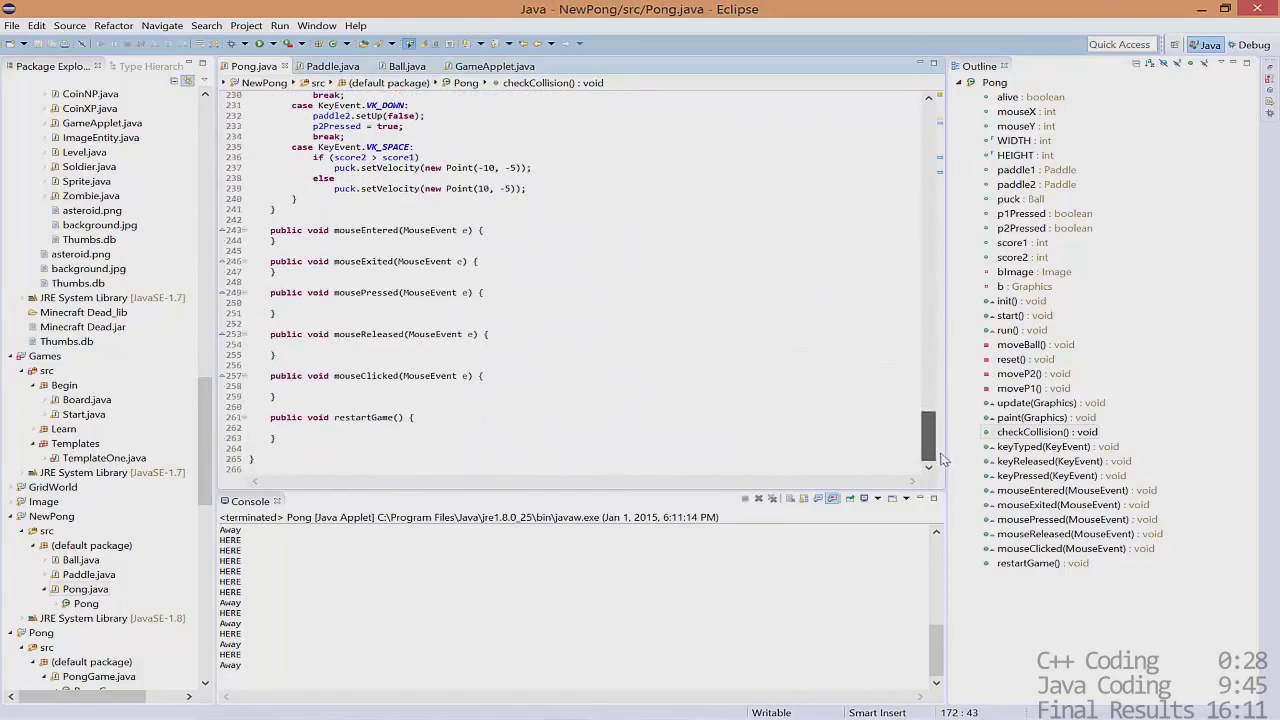 Java - NewPong/src/Pong.java - Eclipse
File Edit Source Refactor Navigate Search Project Run Window Help
Quick Access Java Debug
Package Explo... Type Hierarch
CoinNP.java
CoinXP.java
GameApplet.java
ImageEntity.java
Level.java
Soldier.java
Sprite.java
Zombie.java
asteroid.png
background.jpg
Thumbs.db
asteroid.png
background.jpg
Thumbs.db
JRE System Library [JavaSE-1.7]
Minecraft Dead_lib
Minecraft Dead.jar
Thumbs.db
Games
src
Begin
Board.java
Start.java
Learn
Templates
TemplateOne.java
JRE System Library [JavaSE-1.7]
GridWorld
Image
NewPong
src
(default package)
Ball.java
Paddle.java
Pong.java
Pong
JRE System Library [JavaSE-1.8]
Pong
src
(default package)
PongGame.java
Pong.java Paddle.java Ball.java GameApplet.java
NewPong src (default package) Pong checkCollision() : void
230 break;
231 case KeyEvent.VK_DOWN:
232 paddle2.setUp(false);
233 p2Pressed = true;
234 break;
235 case KeyEvent.VK_SPACE:
236 if (score2 > score1)
237 puck.setVelocity(new Point(-10, -5));
238 else
239 puck.setVelocity(new Point(10, -5));
240 }
241 }
242
243 public void mouseEntered(MouseEvent e) {
244 }
245
246 public void mouseExited(MouseEvent e) {
247 }
248
249 public void mousePressed(MouseEvent e) {
250
251 }
252
253 public void mouseReleased(MouseEvent e) {
254
255 }
256
257 public void mouseClicked(MouseEvent e) {
258
259 }
260
261 public void restartGame() {
262
263 }
264
265 }
266
Console
<terminated> Pong [Java Applet] C:\Program Files\Java\jre1.8.0_25\bin\javaw.exe (Jan 1, 2015, 6:11:14 PM)
Away
HERE
HERE
HERE
HERE
HERE
HERE
Away
HERE
Away
HERE
Away
HERE
Away
Outline
Pong
alive : boolean
mouseX : int
mouseY : int
WIDTH : int
HEIGHT : int
paddle1 : Paddle
paddle2 : Paddle
puck : Ball
p1Pressed : boolean
p2Pressed : boolean
score1 : int
score2 : int
bImage : Image
b : Graphics
init() : void
start() : void
run() : void
moveBall() : void
reset() : void
moveP2() : void
moveP1() : void
update(Graphics) : void
paint(Graphics) : void
checkCollision() : void
keyTyped(KeyEvent) : void
keyReleased(KeyEvent) : void
keyPressed(KeyEvent) : void
mouseEntered(MouseEvent) : void
mouseExited(MouseEvent) : void
mousePressed(MouseEvent) : void
mouseReleased(MouseEvent) : void
mouseClicked(MouseEvent) : void
restartGame() : void
C++ Coding 0:28
Java Coding 9:45
Final Results 16:11
Writable Smart Insert 172 : 43